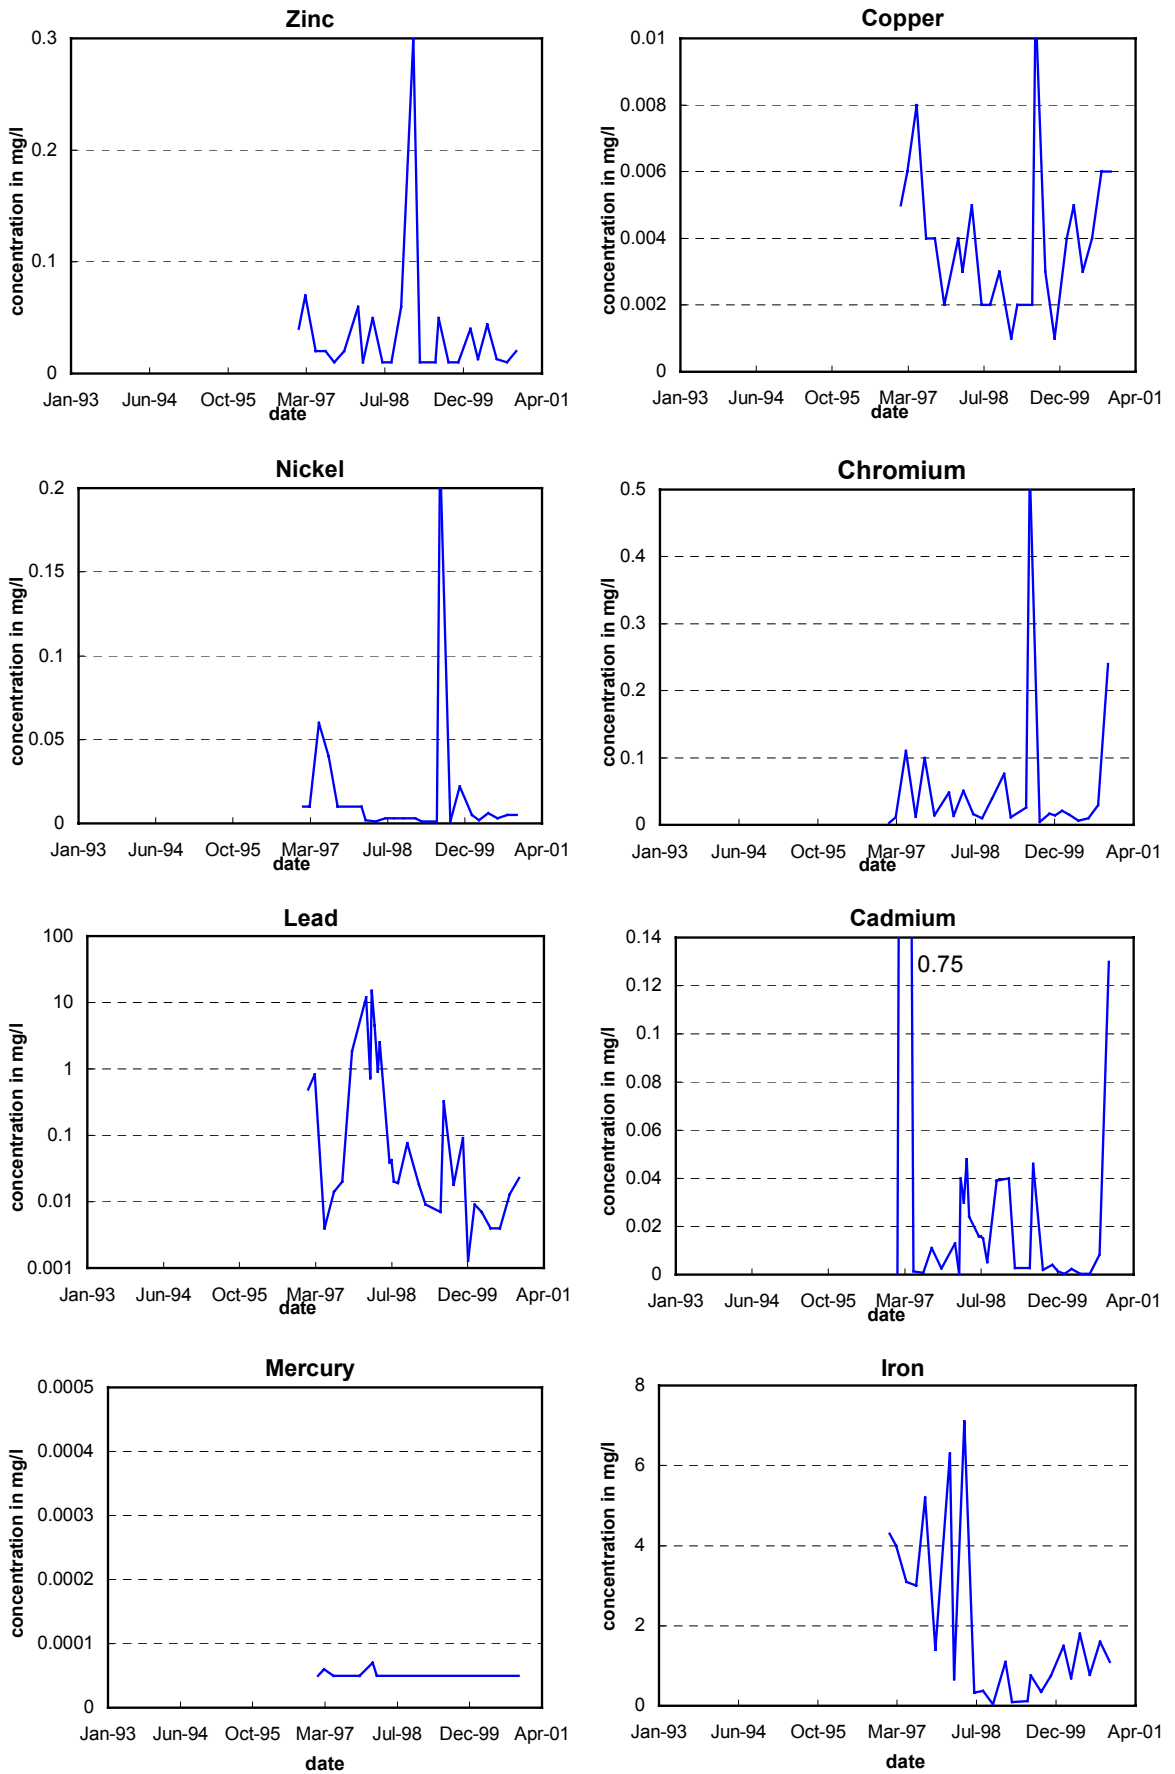 Zinc
concentration in mg/l
0.3
0.2
0.1
0
Jan-93 Jun-94 Oct-95 Mar-97 Jul-98 Dec-99 Apr-01
date
Copper
concentration in mg/l
0.01
0.008
0.006
0.004
0.002
0
Jan-93 Jun-94 Oct-95 Mar-97 Jul-98 Dec-99 Apr-01
date
Nickel
concentration in mg/l
0.2
0.15
0.1
0.05
0
Jan-93 Jun-94 Oct-95 Mar-97 Jul-98 Dec-99 Apr-01
date
Chromium
concentration in mg/l
0.5
0.4
0.3
0.2
0.1
0
Jan-93 Jun-94 Oct-95 Mar-97 Jul-98 Dec-99 Apr-01
date
Lead
concentration in mg/l
100
10
1
0.1
0.01
0.001
Jan-93 Jun-94 Oct-95 Mar-97 Jul-98 Dec-99 Apr-01
date
Cadmium
concentration in mg/l
0.14
0.75
0.12
0.1
0.08
0.06
0.04
0.02
0
Jan-93 Jun-94 Oct-95 Mar-97 Jul-98 Dec-99 Apr-01
date
Mercury
concentration in mg/l
0.0005
0.0004
0.0003
0.0002
0.0001
0
Jan-93 Jun-94 Oct-95 Mar-97 Jul-98 Dec-99 Apr-01
date
Iron
concentration in mg/l
8
6
4
2
0
Jan-93 Jun-94 Oct-95 Mar-97 Jul-98 Dec-99 Apr-01
date